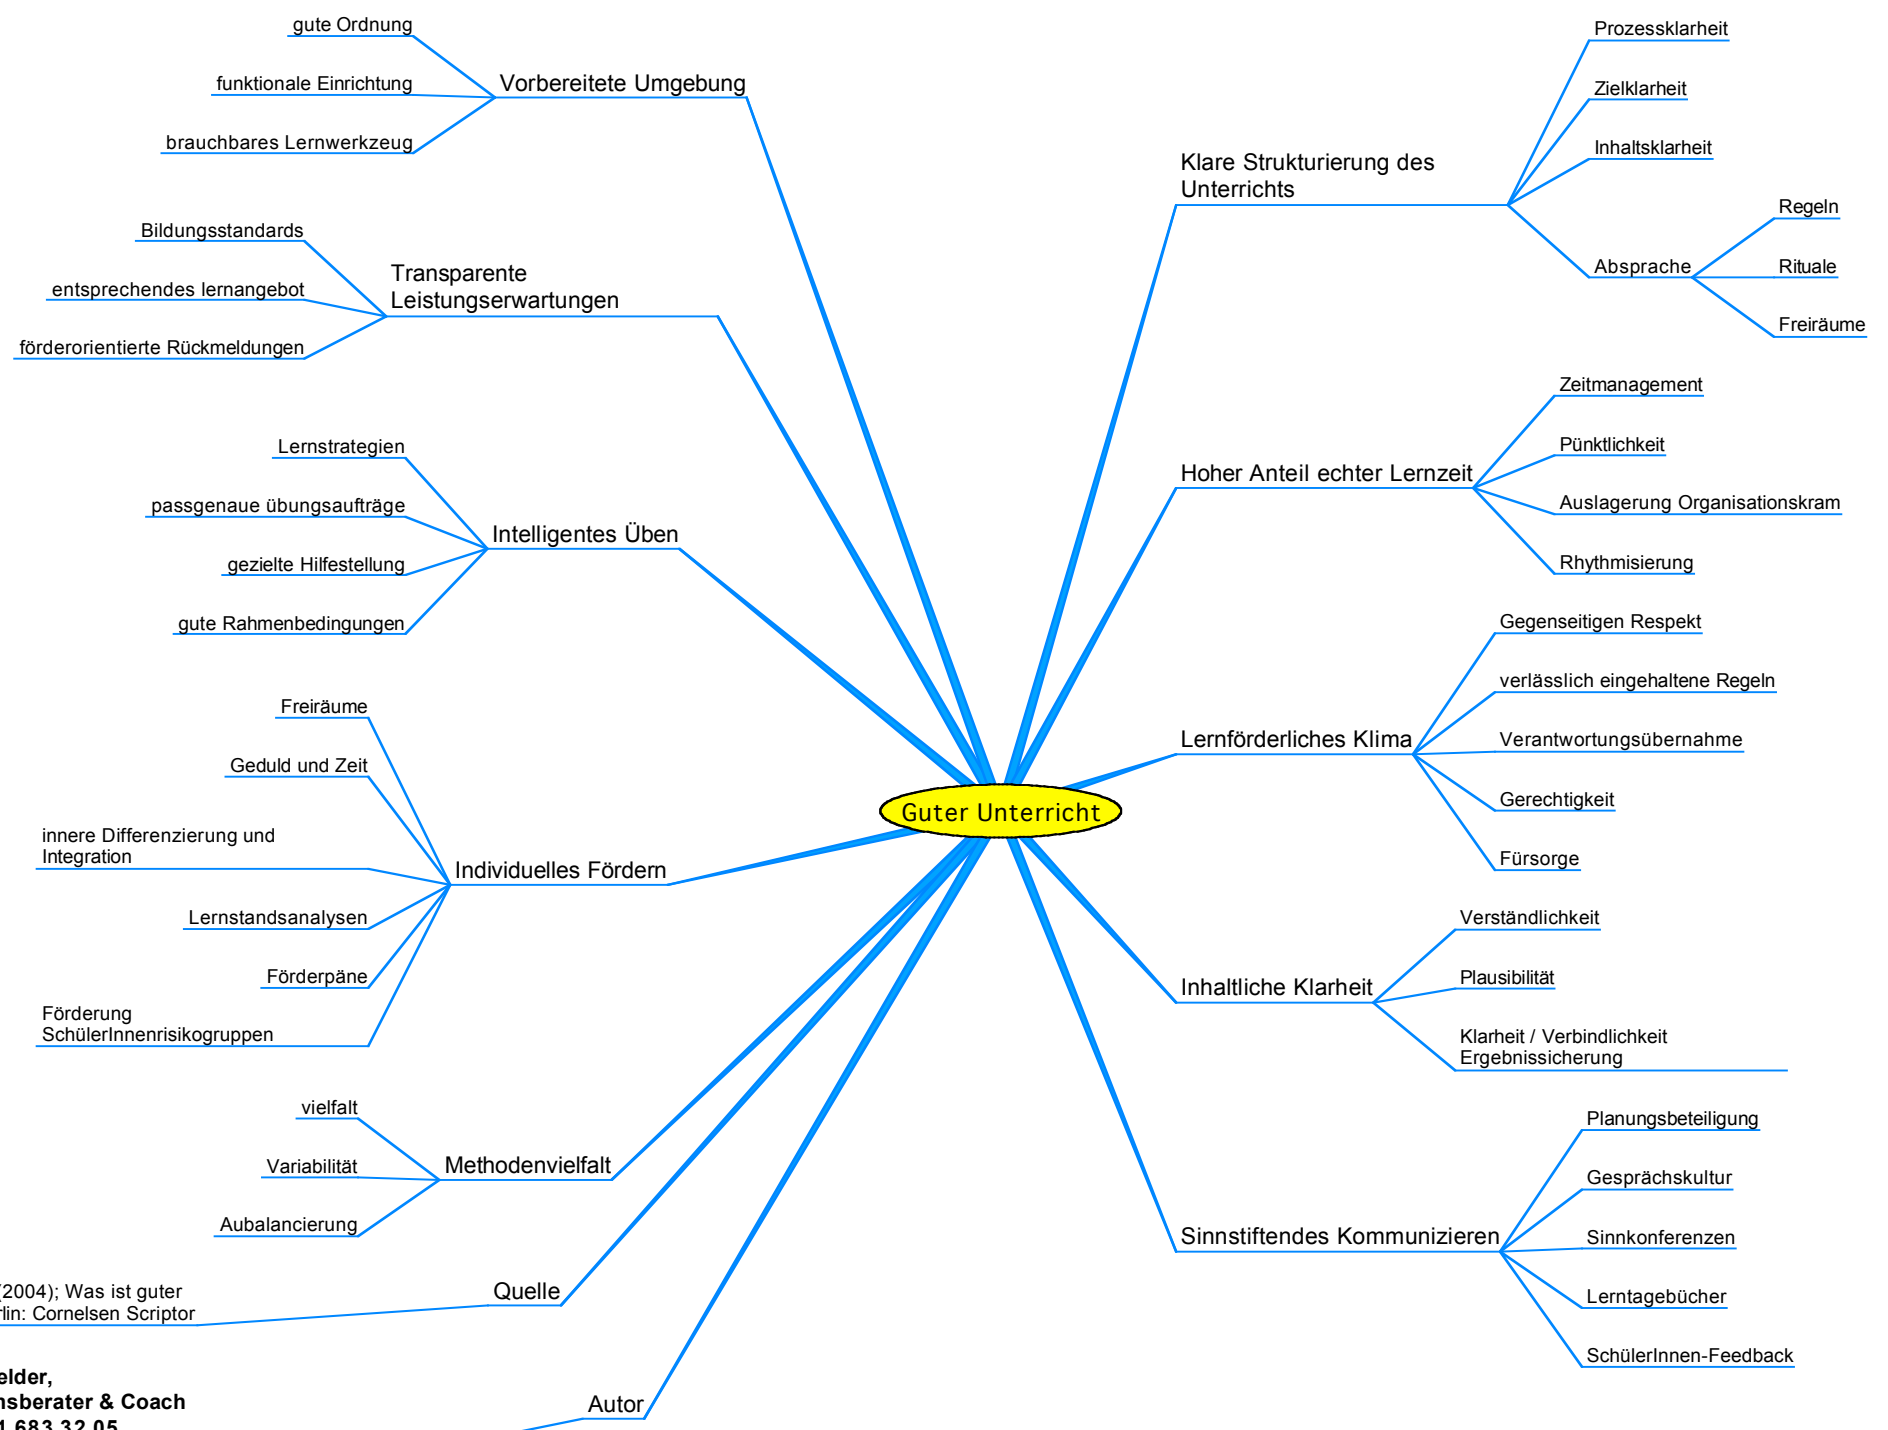 Guter Unterricht
Klare Strukturierung des
Unterrichts
Prozessklarheit
Zielklarheit
Inhaltsklarheit
Absprache
Regeln
Rituale
Freiräume
Hoher Anteil echter Lernzeit
Zeitmanagement
Pünktlichkeit
Auslagerung Organisationskram
Rhythmisierung
Lernförderliches Klima
Gegenseitigen Respekt
verlässlich eingehaltene Regeln
Verantwortungsübernahme
Gerechtigkeit
Fürsorge
Inhaltliche Klarheit
Verständlichkeit
Plausibilität
Klarheit / Verbindlichkeit
Ergebnissicherung
Sinnstiftendes Kommunizieren
Planungsbeteiligung
Gesprächskultur
Sinnkonferenzen
Lerntagebücher
SchülerInnen-Feedback
Vorbereitete Umgebung
gute Ordnung
funktionale Einrichtung
brauchbares Lernwerkzeug
Transparente
Leistungserwartungen
Bildungsstandards
entsprechendes lernangebot
förderorientierte Rückmeldungen
Intelligentes Üben
Lernstrategien
passgenaue übungsaufträge
gezielte Hilfestellung
gute Rahmenbedingungen
Individuelles Fördern
Freiräume
Geduld und Zeit
innere Differenzierung und
Integration
Lernstandsanalysen
Förderpäne
Förderung
SchülerInnenrisikogruppen
Methodenvielfalt
vielfalt
Variabilität
Aubalancierung
Quelle
(2004); Was ist guter
rlin: Cornelsen Scriptor
Autor
elder,
nsberater & Coach
1 683 32 05